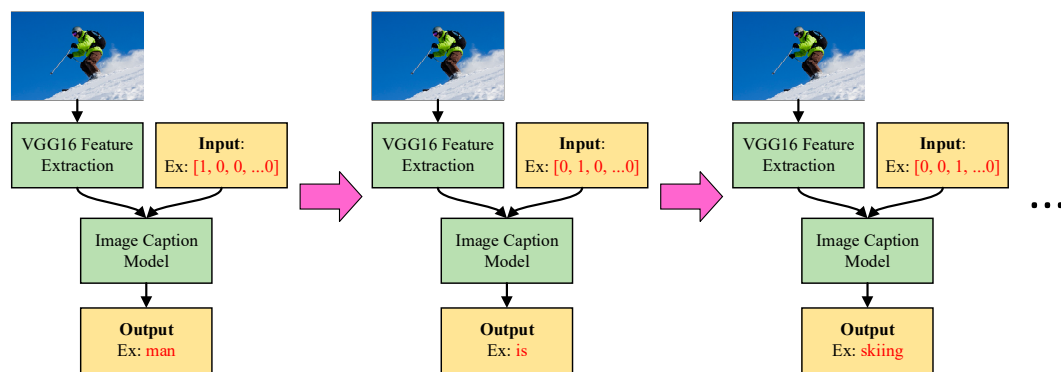 VGG16 Feature
Extraction
Input:
Ex: [1, 0, 0, ...0]
Image Caption
Model
Output
Ex: man
VGG16 Feature
Extraction
Input:
Ex: [0, 1, 0, ...0]
Image Caption
Model
Output
Ex: is
VGG16 Feature
Extraction
Input:
Ex: [0, 0, 1, ...0]
Image Caption
Model
Output
Ex: skiing
...